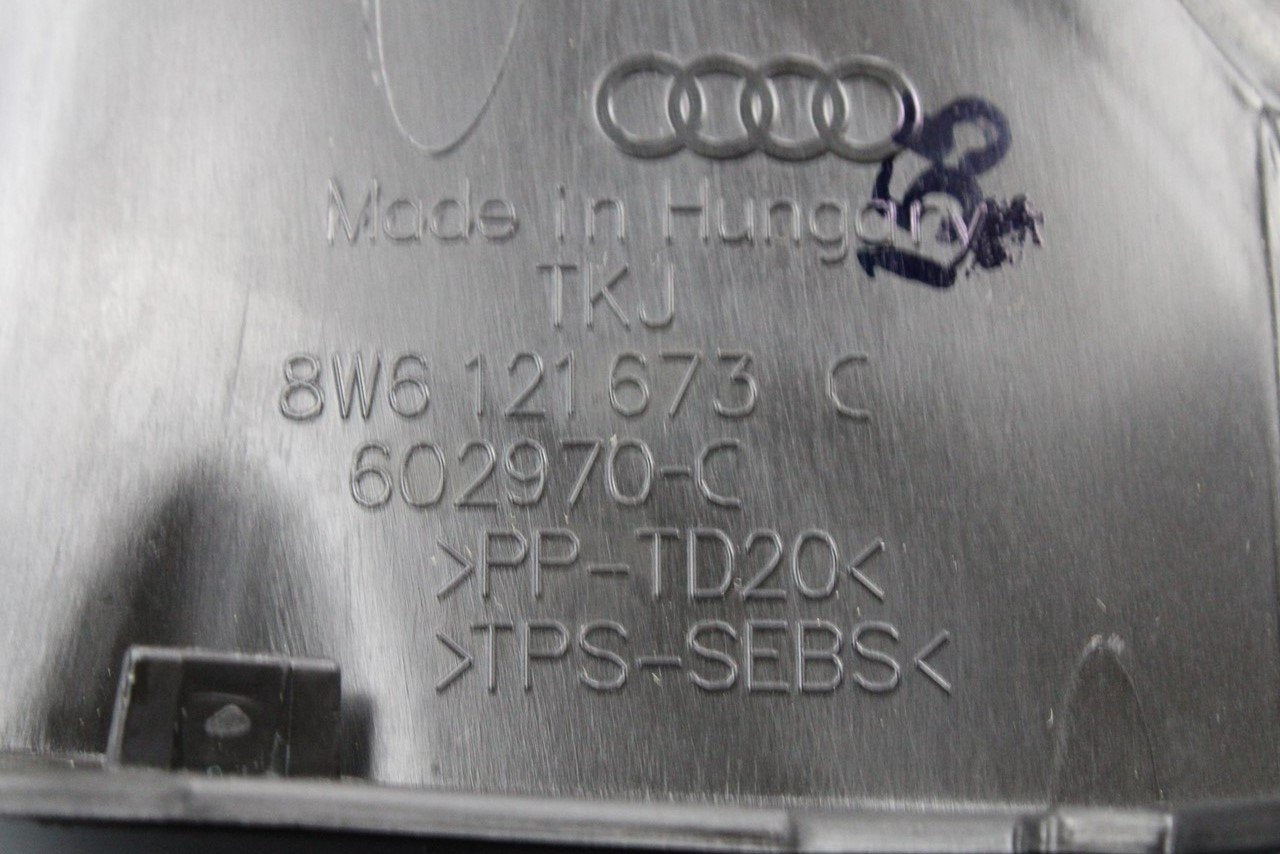 Made in Hungary
TKJ
8W6 121 673 C
602970-C
>PP-TD20<
>TPS-SEBS<